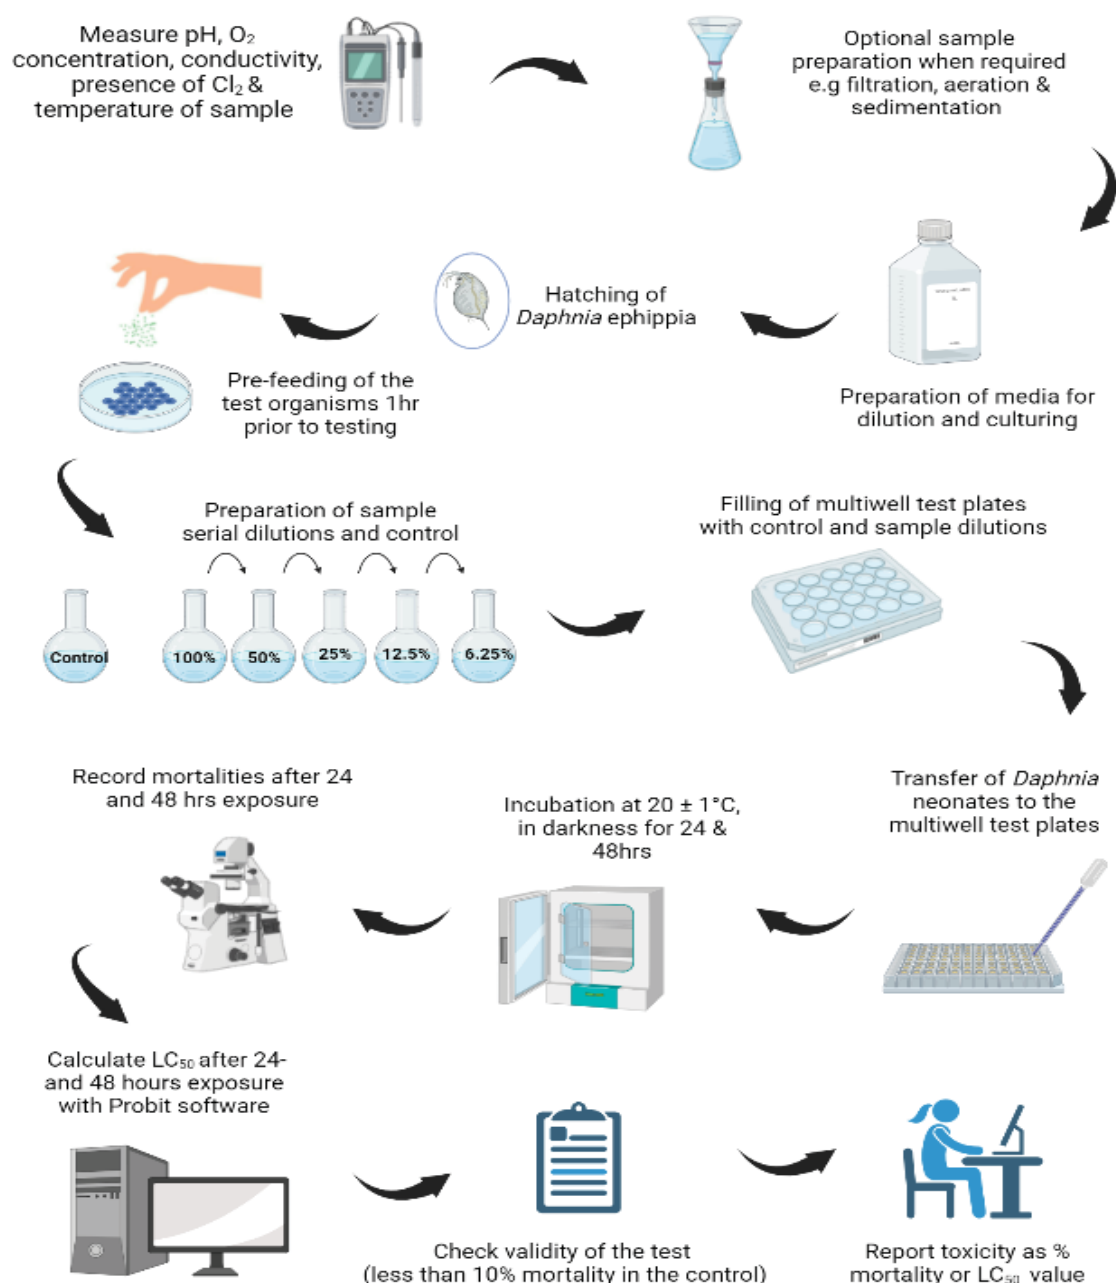 Measure pH, O₂
concentration, conductivity,
presence of Cl₂ &
temperature of sample
Optional sample
preparation when required
e.g filtration, aeration &
sedimentation
Preparation of media for
dilution and culturing
Hatching of
Daphnia ephippia
Pre-feeding of the
test organisms 1hr
prior to testing
Preparation of sample
serial dilutions and control
Control
100%
50%
25%
12.5%
6.25%
Filling of multiwell test plates
with control and sample dilutions
Transfer of Daphnia
neonates to the
multiwell test plates
Incubation at 20 ± 1°C,
in darkness for 24 &
48hrs
Record mortalities after 24
and 48 hrs exposure
Calculate LC₅₀ after 24-
and 48 hours exposure
with Probit software
Check validity of the test
(less than 10% mortality in the control)
Report toxicity as %
mortality or LC₅₀ value